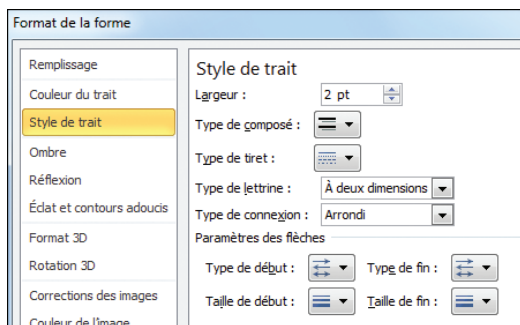 Format de la forme
Remplissage
Couleur du trait
Style de trait
Ombre
Réflexion
Éclat et contours adoucis
Format 3D
Rotation 3D
Corrections des images
Couleur de l'image
Style de trait
Largeur : 2 pt
Type de composé :
Type de tiret :
Type de lettrine : À deux dimensions
Type de connexion : Arrondi
Paramètres des flèches
Type de début : Type de fin :
Taille de début : Taille de fin :